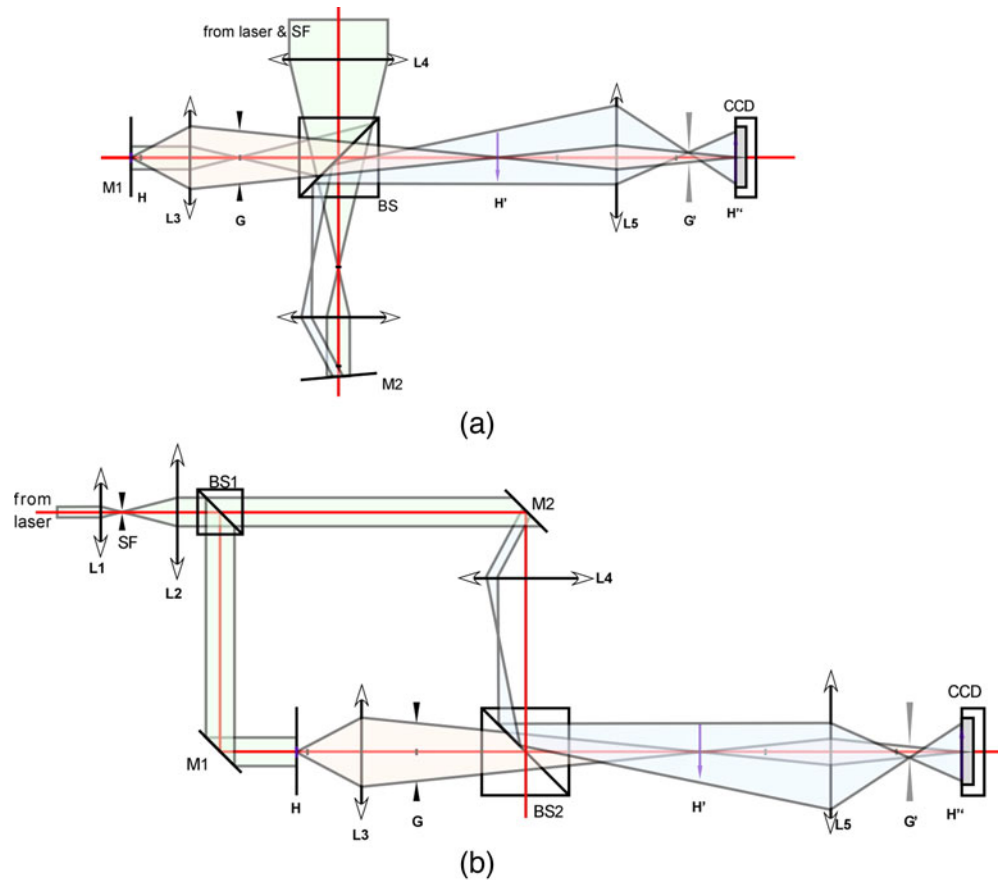 from laser & SF
L4
CCD
M1
H
L3
G
BS
H'
L5
G'
H''
M2
(a)
from
laser
L1
SF
L2
BS1
M2
L4
M1
H
L3
G
BS2
H'
L5
G'
CCD
H''
(b)